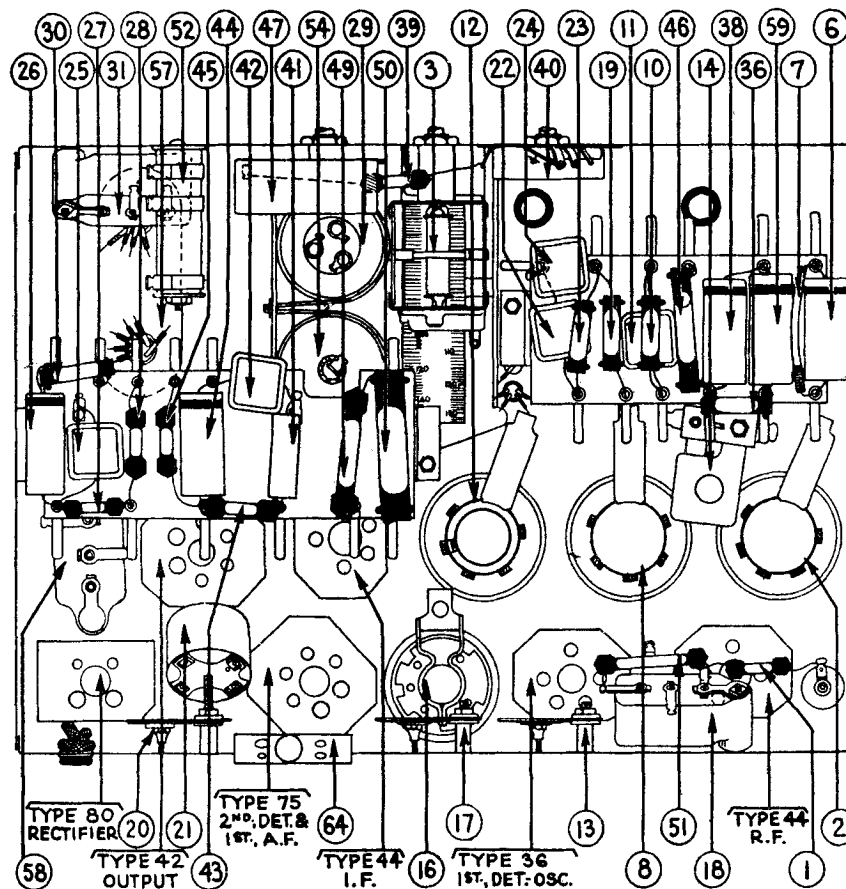 30 27 28 52 44 47 54 29 39 12 24 23 11 46 38 59 6
26 25 31 57 45 42 41 49 50 3 22 40 19 10 14 36 7
TYPE 80
RECTIFIER
TYPE 42
OUTPUT
TYPE 75
2ND, DET. &
1ST., A.F.
TYPE 44
I.F.
TYPE 36
1ST., DET.-OSC.
TYPE 44
R.F.
58 20 21 43 64 16 17 13 8 51 18 1 2